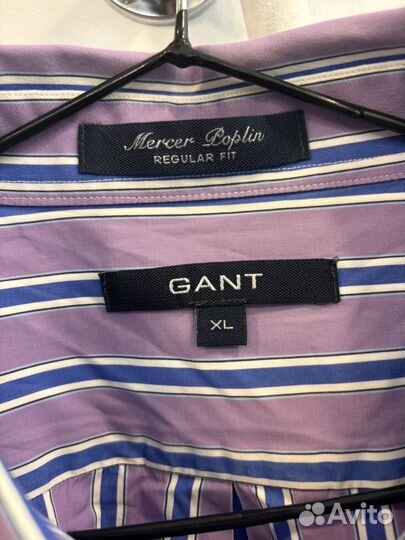 Mercer Poplin
REGULAR FIT
GANT
XL
Avito